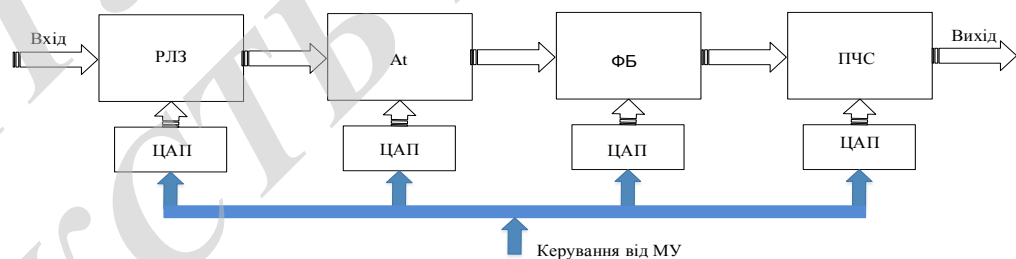 Вхід
РЛЗ
At
ФБ
ПЧС
Вихід
ЦАП
ЦАП
ЦАП
ЦАП
Керування від МУ